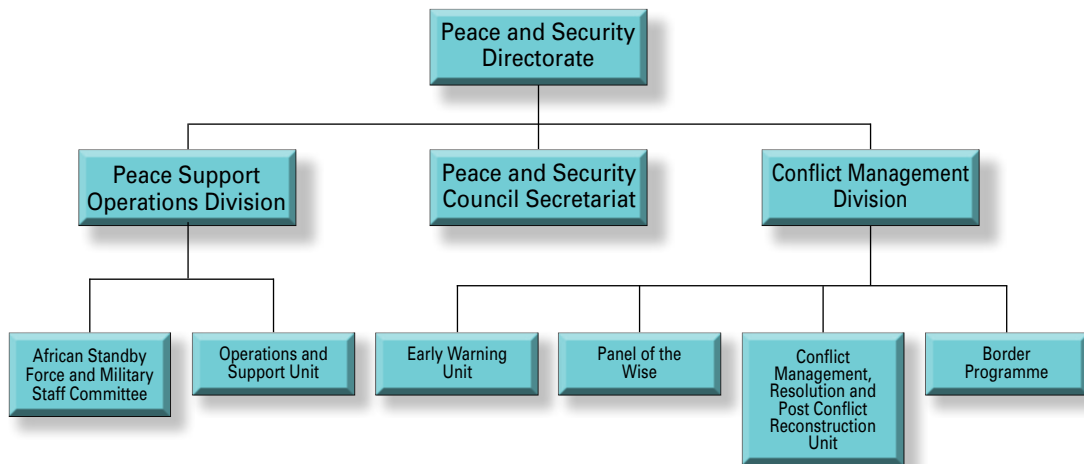 Peace and Security
Directorate
Peace Support
Operations Division
Peace and Security
Council Secretariat
Conflict Management
Division
African Standby
Force and Military
Staff Committee
Operations and
Support Unit
Early Warning
Unit
Panel of the
Wise
Conflict
Management,
Resolution and
Post Conflict
Reconstruction
Unit
Border
Programme